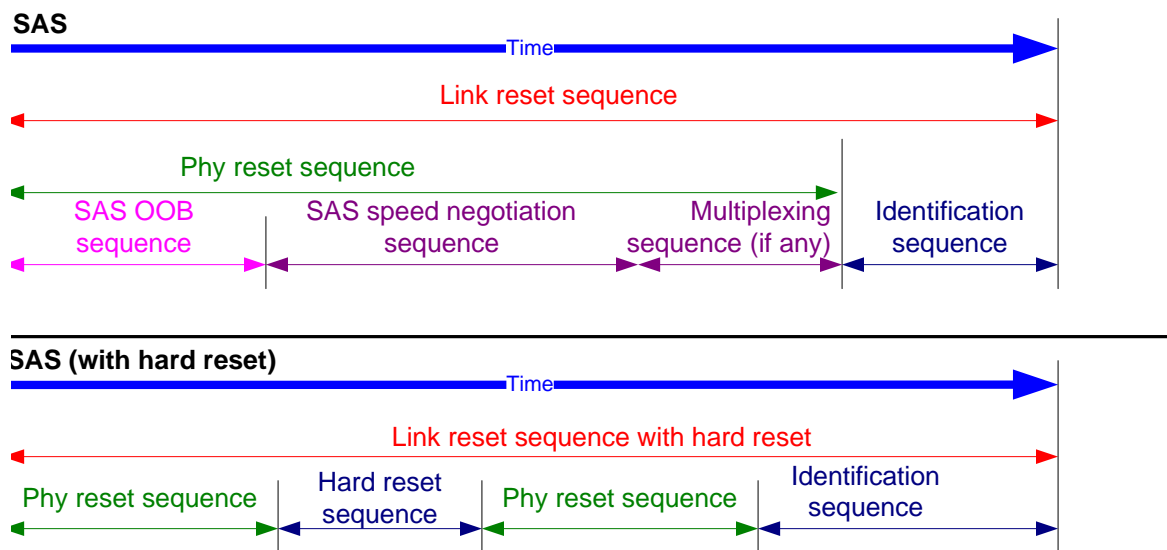 SAS
Time
Link reset sequence
Phy reset sequence
SAS OOB
sequence
SAS speed negotiation
sequence
Multiplexing
sequence (if any)
Identification
sequence
SAS (with hard reset)
Time
Link reset sequence with hard reset
Phy reset sequence
Hard reset
sequence
Phy reset sequence
Identification
sequence